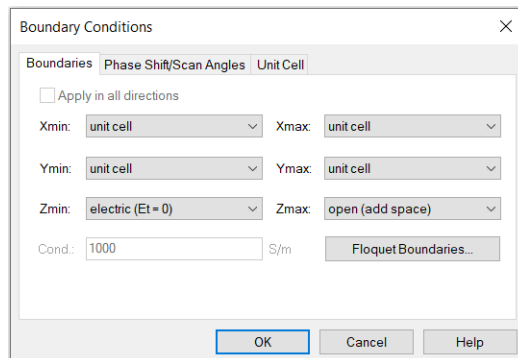 Boundary Conditions
Boundaries Phase Shift/Scan Angles Unit Cell
Apply in all directions
Xmin: unit cell Xmax: unit cell
Ymin: unit cell Ymax: unit cell
Zmin: electric (Et = 0) Zmax: open (add space)
Cond.: 1000 S/m Floquet Boundaries...
OK Cancel Help